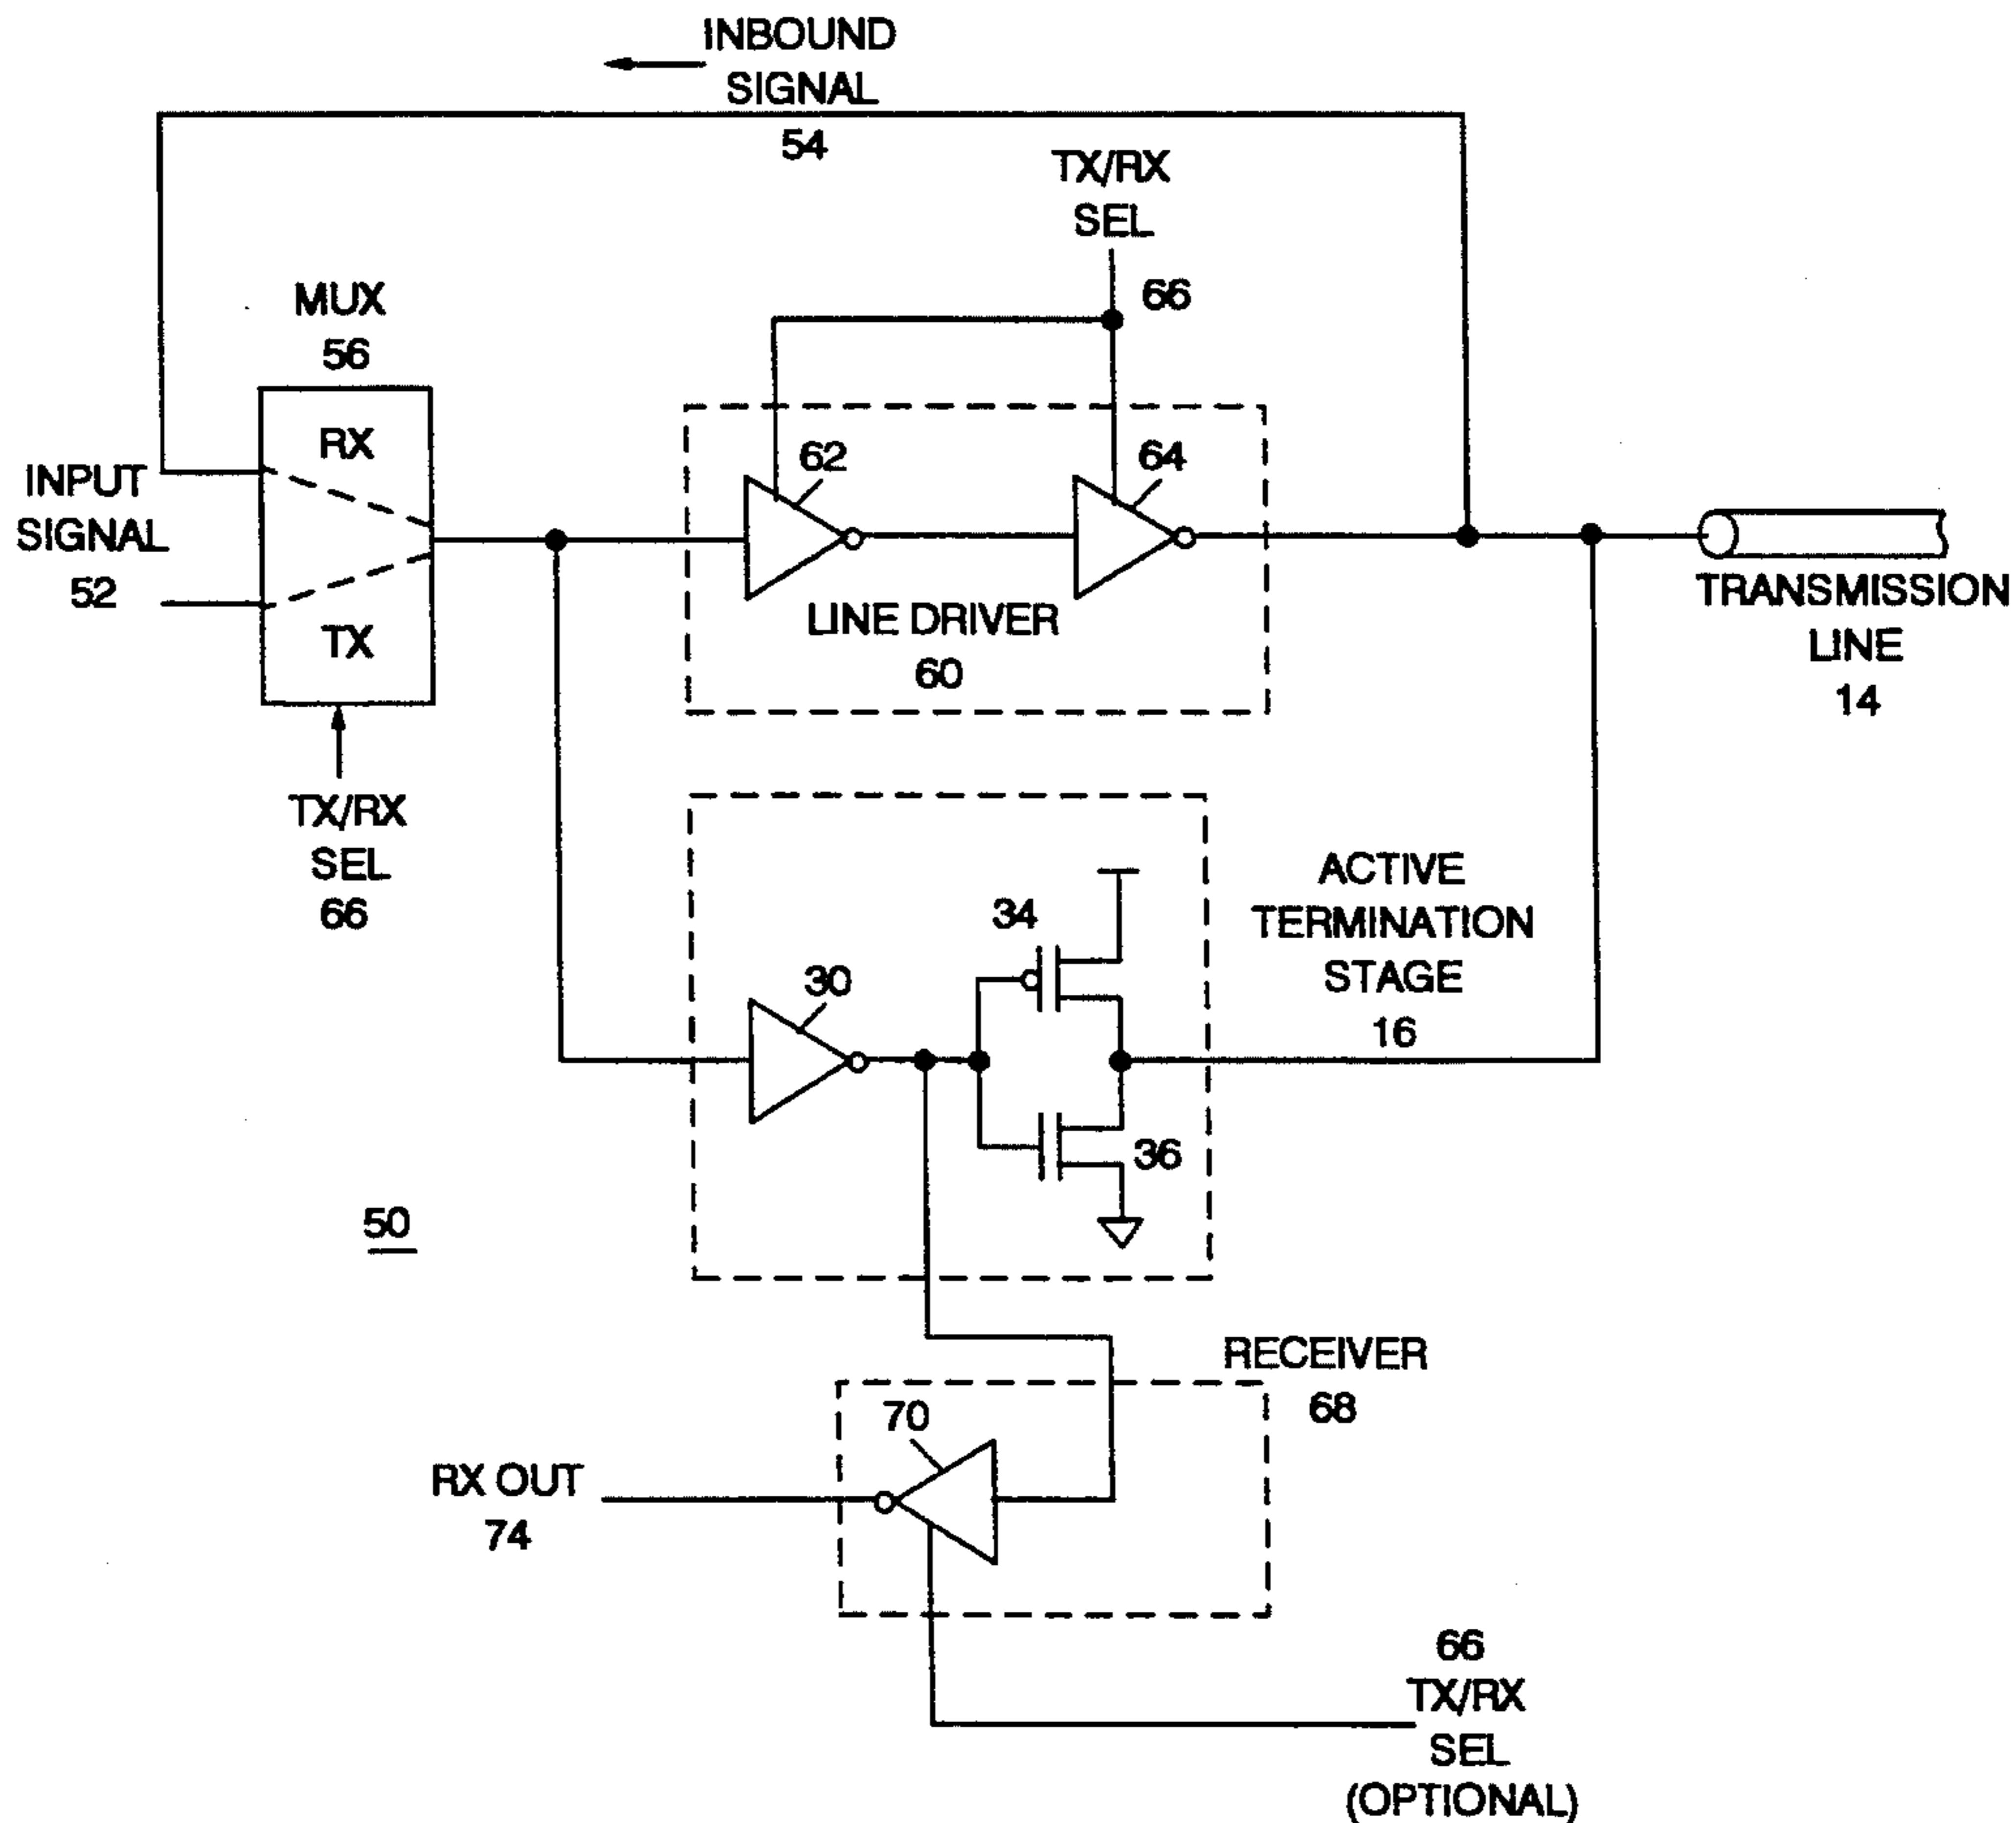 INBOUND
SIGNAL
54
TX/RX
SEL
66
MUX
56
RX
TX
INPUT
SIGNAL
52
TX/RX
SEL
66
62
64
LINE DRIVER
60
TRANSMISSION
LINE
14
34
30
36
ACTIVE
TERMINATION
STAGE
16
50
RECEIVER
68
70
RX OUT
74
66
TX/RX
SEL
(OPTIONAL)